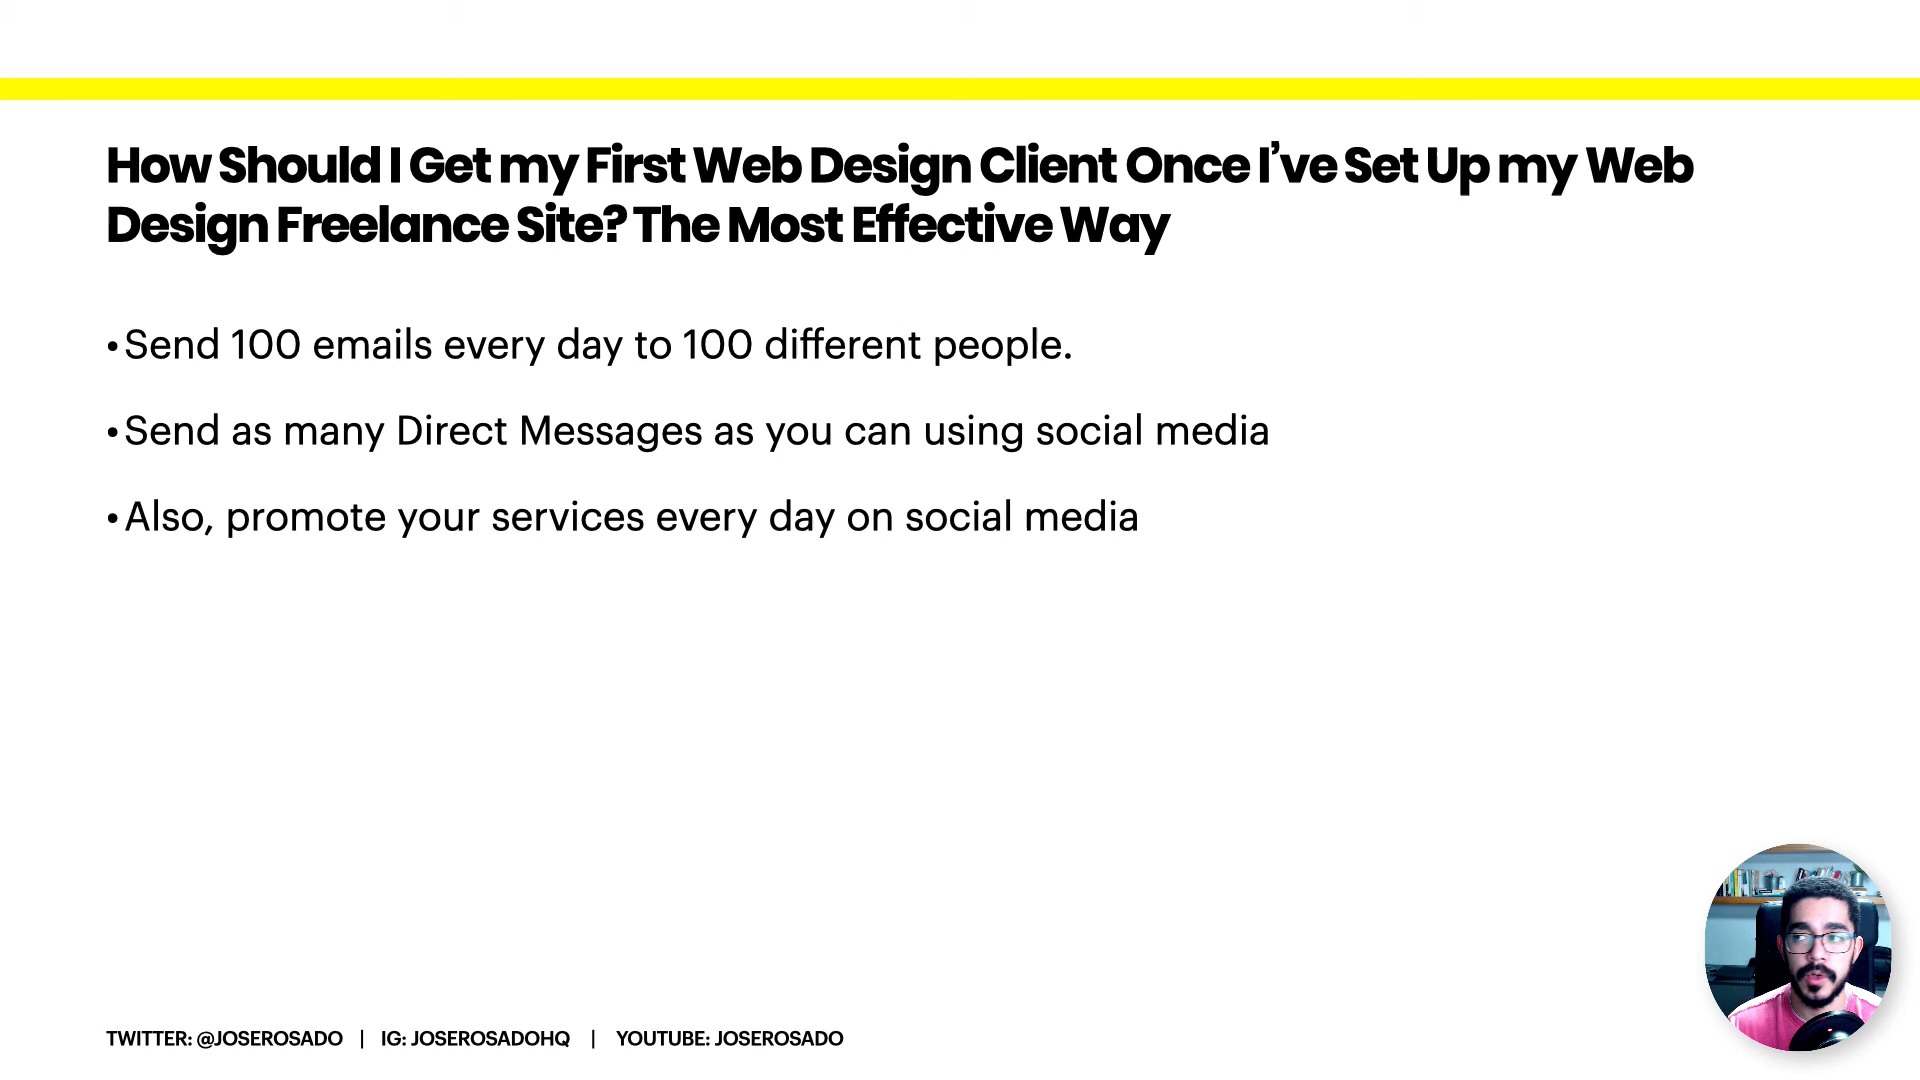 How Should I Get my First Web Design Client Once I’ve Set Up my Web
Design Freelance Site? The Most Effective Way
• Send 100 emails every day to 100 different people.
• Send as many Direct Messages as you can using social media
• Also, promote your services every day on social media
TWITTER: @JOSEROSADO | IG: JOSEROSADOHQ | YOUTUBE: JOSEROSADO